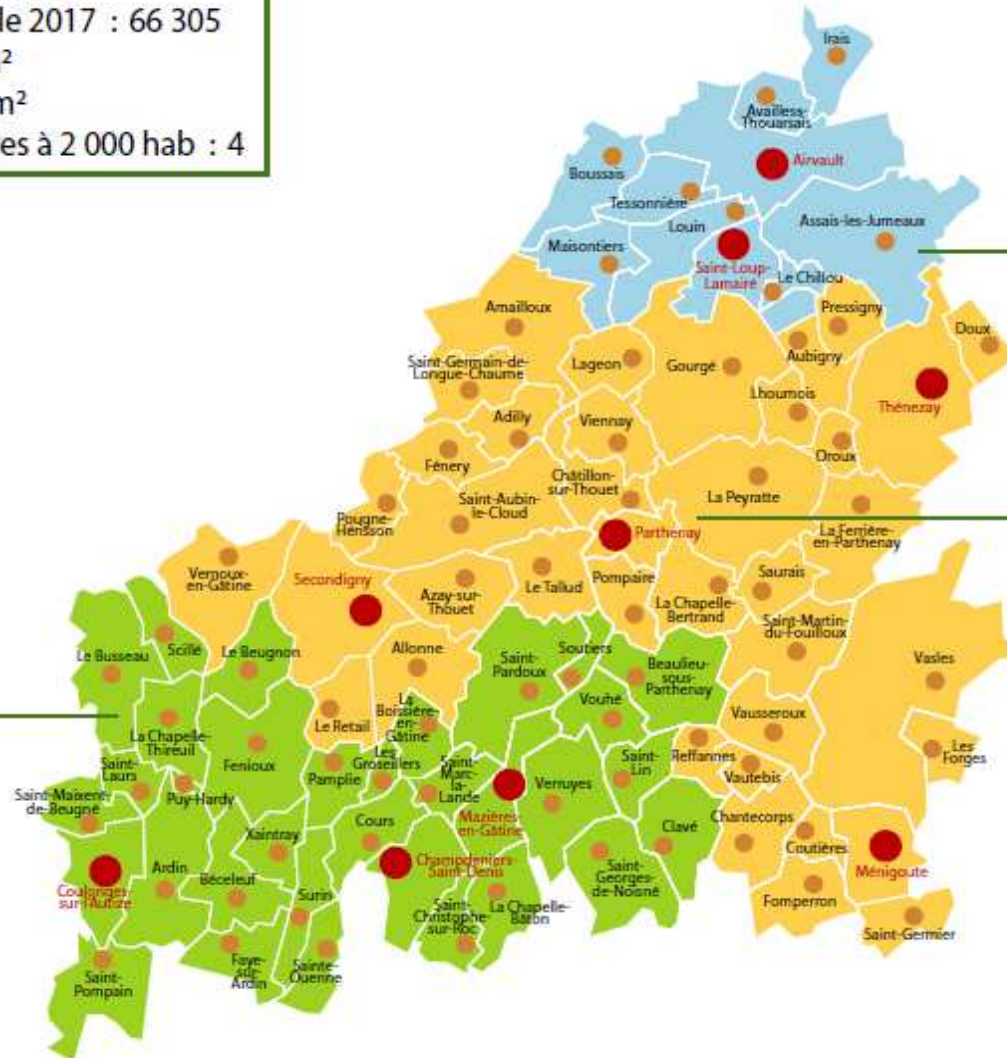 de 2017 : 66 305
²
m²
es à 2 000 hab : 4
Irais
Availless-
Thouarsais
Airvault
Boussais
Tessonnière
Louin
Assais-les-Jumeaux
Maisontiers
Saint-Loup-
Lamairé
Le Chillou
Amailloux
Pressigny
Doux
Saint-Germain-de-
Longue-Chaume
Lageon
Gourgé
Aubigny
Lhoumois
Thénezay
Adilly
Viennay
Oroux
Fénery
Châtillon-
sur-Thouet
La Peyratte
Saint-Aubin-
le-Cloud
Pougne-
Hérisson
Parthenay
La Ferrière-
en-Parthenay
Vernoux-
en-Gâtine
Secondigny
Azay-sur-
Thouet
Le Tallud
Pompaire
Saurais
La Chapelle-
Bertrand
Saint-Martin-
du-Fouilloux
Le Busseau
Scillé
Le Beugnon
Allonne
Saint-
Pardoux
Soutiers
Beaulieu-
sous-
Parthenay
Vasles
La
Boissière-
en-
Gâtine
Le Retail
Vouhé
Vausseroux
La Chapelle-
Thireuil
Fenioux
Pamplie
Les
Groseillers
Saint-
Marc-
la-
Lande
Saint-
Lin
Reffannes
Vautebis
Les
Forges
Saint-
Laurs
Puy-Hardy
Verruyes
Saint-Maixent-
de-Beugné
Mazières-
en-Gâtine
Xaintray
Cours
Clavé
Chantecorps
Coutières
Ménigoute
Coulonges-
sur-l'Autize
Ardin
Béceleuf
Champdeniers-
Saint-Denis
Saint-
Georges-
de-Noisné
Fomperron
Surin
Saint-
Christophe-
sur-Roc
La Chapelle-
Bâton
Saint-Germier
Saint-
Pompain
Faye-
sur-
Ardin
Sainte-
Ouenne